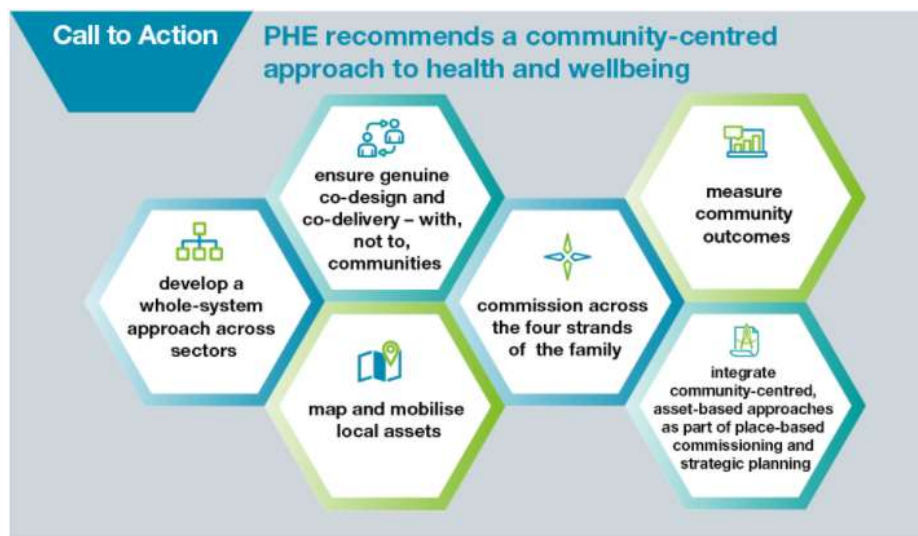 Call to Action
PHE recommends a community-centred
approach to health and wellbeing
ensure genuine
co-design and
co-delivery – with,
not to,
communities
measure
community
outcomes
develop a
whole-system
approach across
sectors
commission across
the four strands
of the family
map and mobilise
local assets
integrate
community-centred,
asset-based approaches
as part of place-based
commissioning and
strategic planning